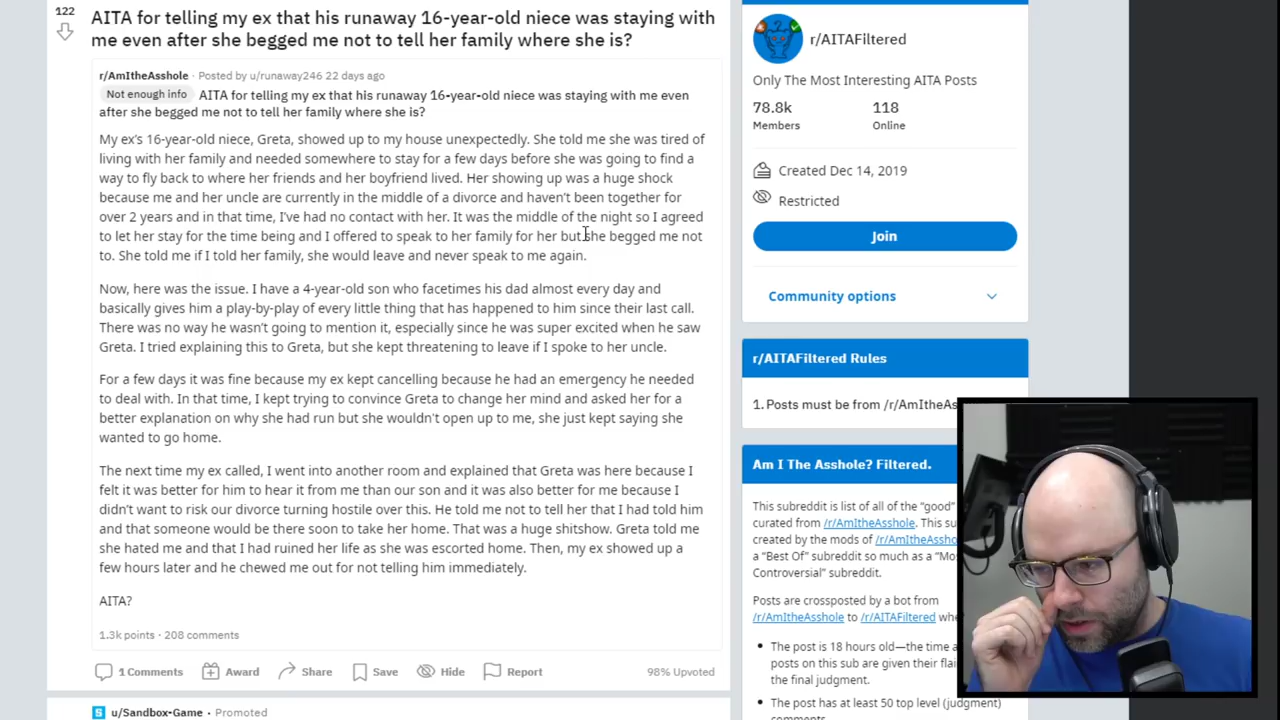 122
AITA for telling my ex that his runaway 16-year-old niece was staying with
me even after she begged me not to tell her family where she is?
r/AmItheAsshole · Posted by u/runaway246 22 days ago
Not enough info AITA for telling my ex that his runaway 16-year-old niece was staying with me even
after she begged me not to tell her family where she is?
My ex's 16-year-old niece, Greta, showed up to my house unexpectedly. She told me she was tired of
living with her family and needed somewhere to stay for a few days before she was going to find a
way to fly back to where her friends and her boyfriend lived. Her showing up was a huge shock
because me and her uncle are currently in the middle of a divorce and haven't been together for
over 2 years and in that time, I've had no contact with her. It was the middle of the night so I agreed
to let her stay for the time being and I offered to speak to her family for her but she begged me not
to. She told me if I told her family, she would leave and never speak to me again.
Now, here was the issue. I have a 4-year-old son who facetimes his dad almost every day and
basically gives him a play-by-play of every little thing that has happened to him since their last call.
There was no way he wasn't going to mention it, especially since he was super excited when he saw
Greta. I tried explaining this to Greta, but she kept threatening to leave if I spoke to her uncle.
For a few days it was fine because my ex kept cancelling because he had an emergency he needed
to deal with. In that time, I kept trying to convince Greta to change her mind and asked her for a
better explanation on why she had run but she wouldn't open up to me, she just kept saying she
wanted to go home.
The next time my ex called, I went into another room and explained that Greta was here because I
felt it was better for him to hear it from me than our son and it was also better for me because I
didn't want to risk our divorce turning hostile over this. He told me not to tell her that I had told him
and that someone would be there soon to take her home. That was a huge shitshow. Greta told me
she hated me and that I had ruined her life as she was escorted home. Then, my ex showed up a
few hours later and he chewed me out for not telling him immediately.
AITA?
1.3k points · 208 comments
1 Comments Award Share Save Hide Report 98% Upvoted
u/Sandbox-Game · Promoted
r/AITAFiltered
Only The Most Interesting AITA Posts
78.8k 118
Members Online
Created Dec 14, 2019
Restricted
Join
Community options
r/AITAFiltered Rules
1. Posts must be from /r/AmItheAs
Am I The Asshole? Filtered.
This subreddit is list of all of the "good"
curated from /r/AmItheAsshole. This su
created by the mods of /r/AmItheAssho
a "Best Of" subreddit so much as a "Mo
Controversial" subreddit.
Posts are crossposted by a bot from
/r/AmItheAsshole to /r/AITAFiltered whe
The post is 18 hours old—the time a
posts on this sub are given their flai
the final judgment.
The post has at least 50 top level (judgment)
comments